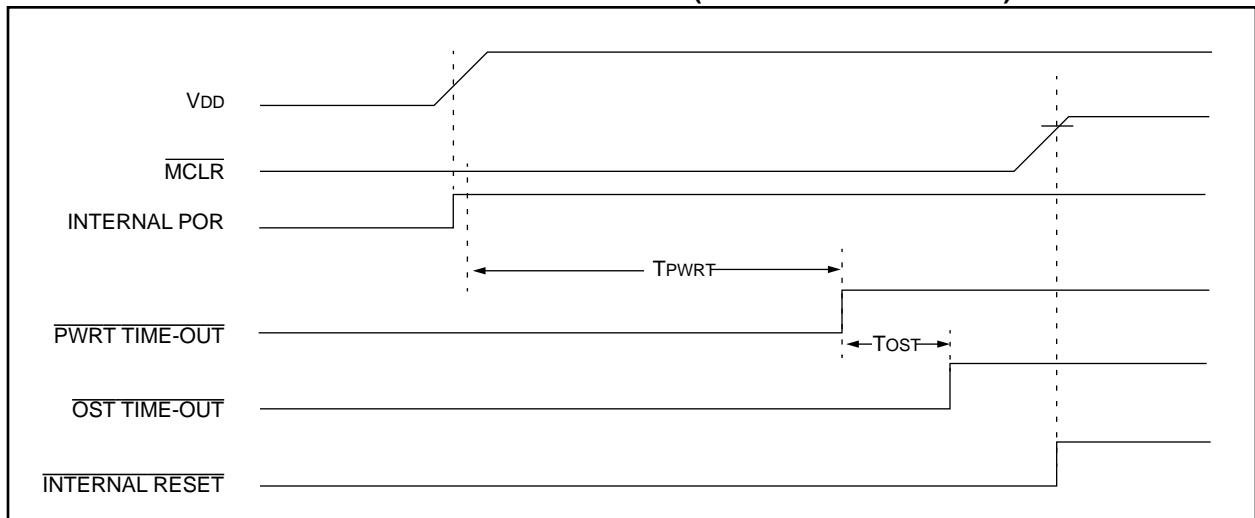 VDD
MCLR
INTERNAL POR
TPWRT
PWRT TIME-OUT
TOST
OST TIME-OUT
INTERNAL RESET